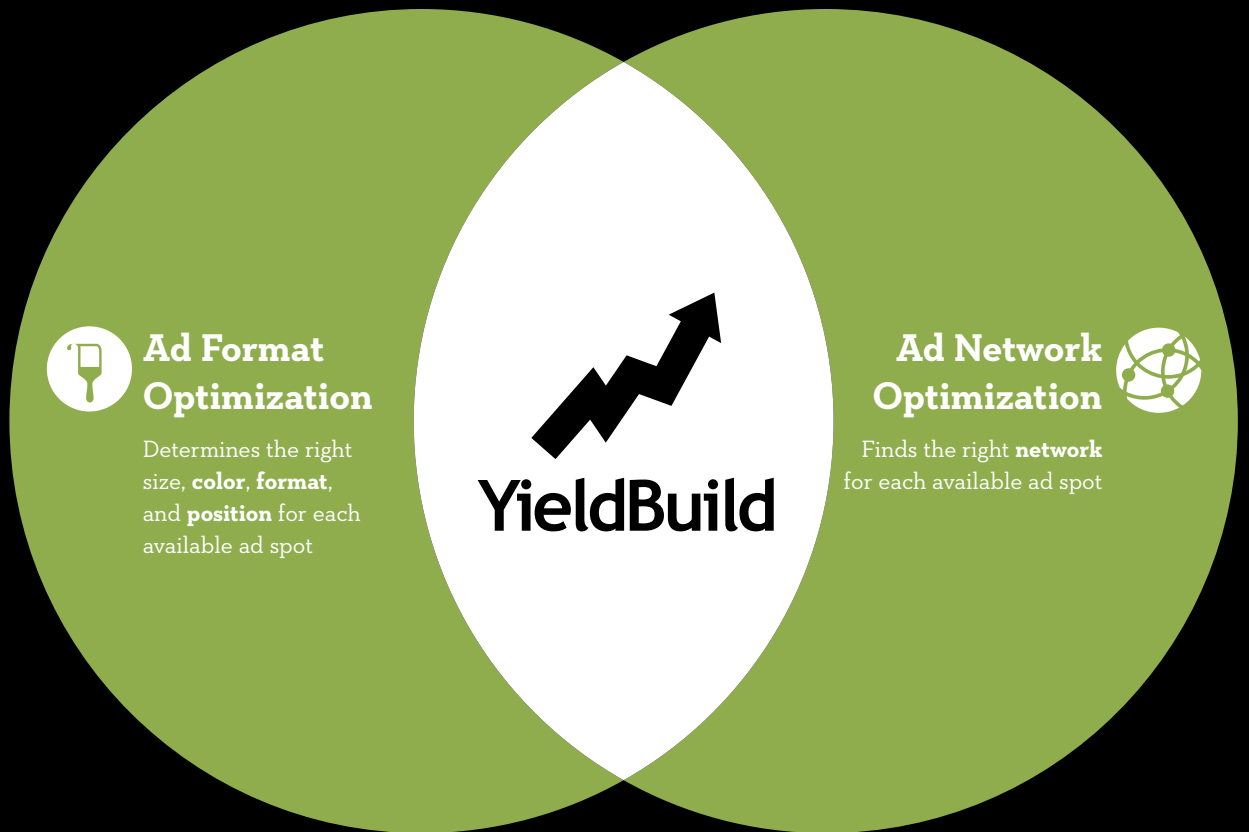 Ad Format
Optimization
Determines the right
size, color, format,
and position for each
available ad spot
YieldBuild
Ad Network
Optimization
Finds the right network
for each available ad spot